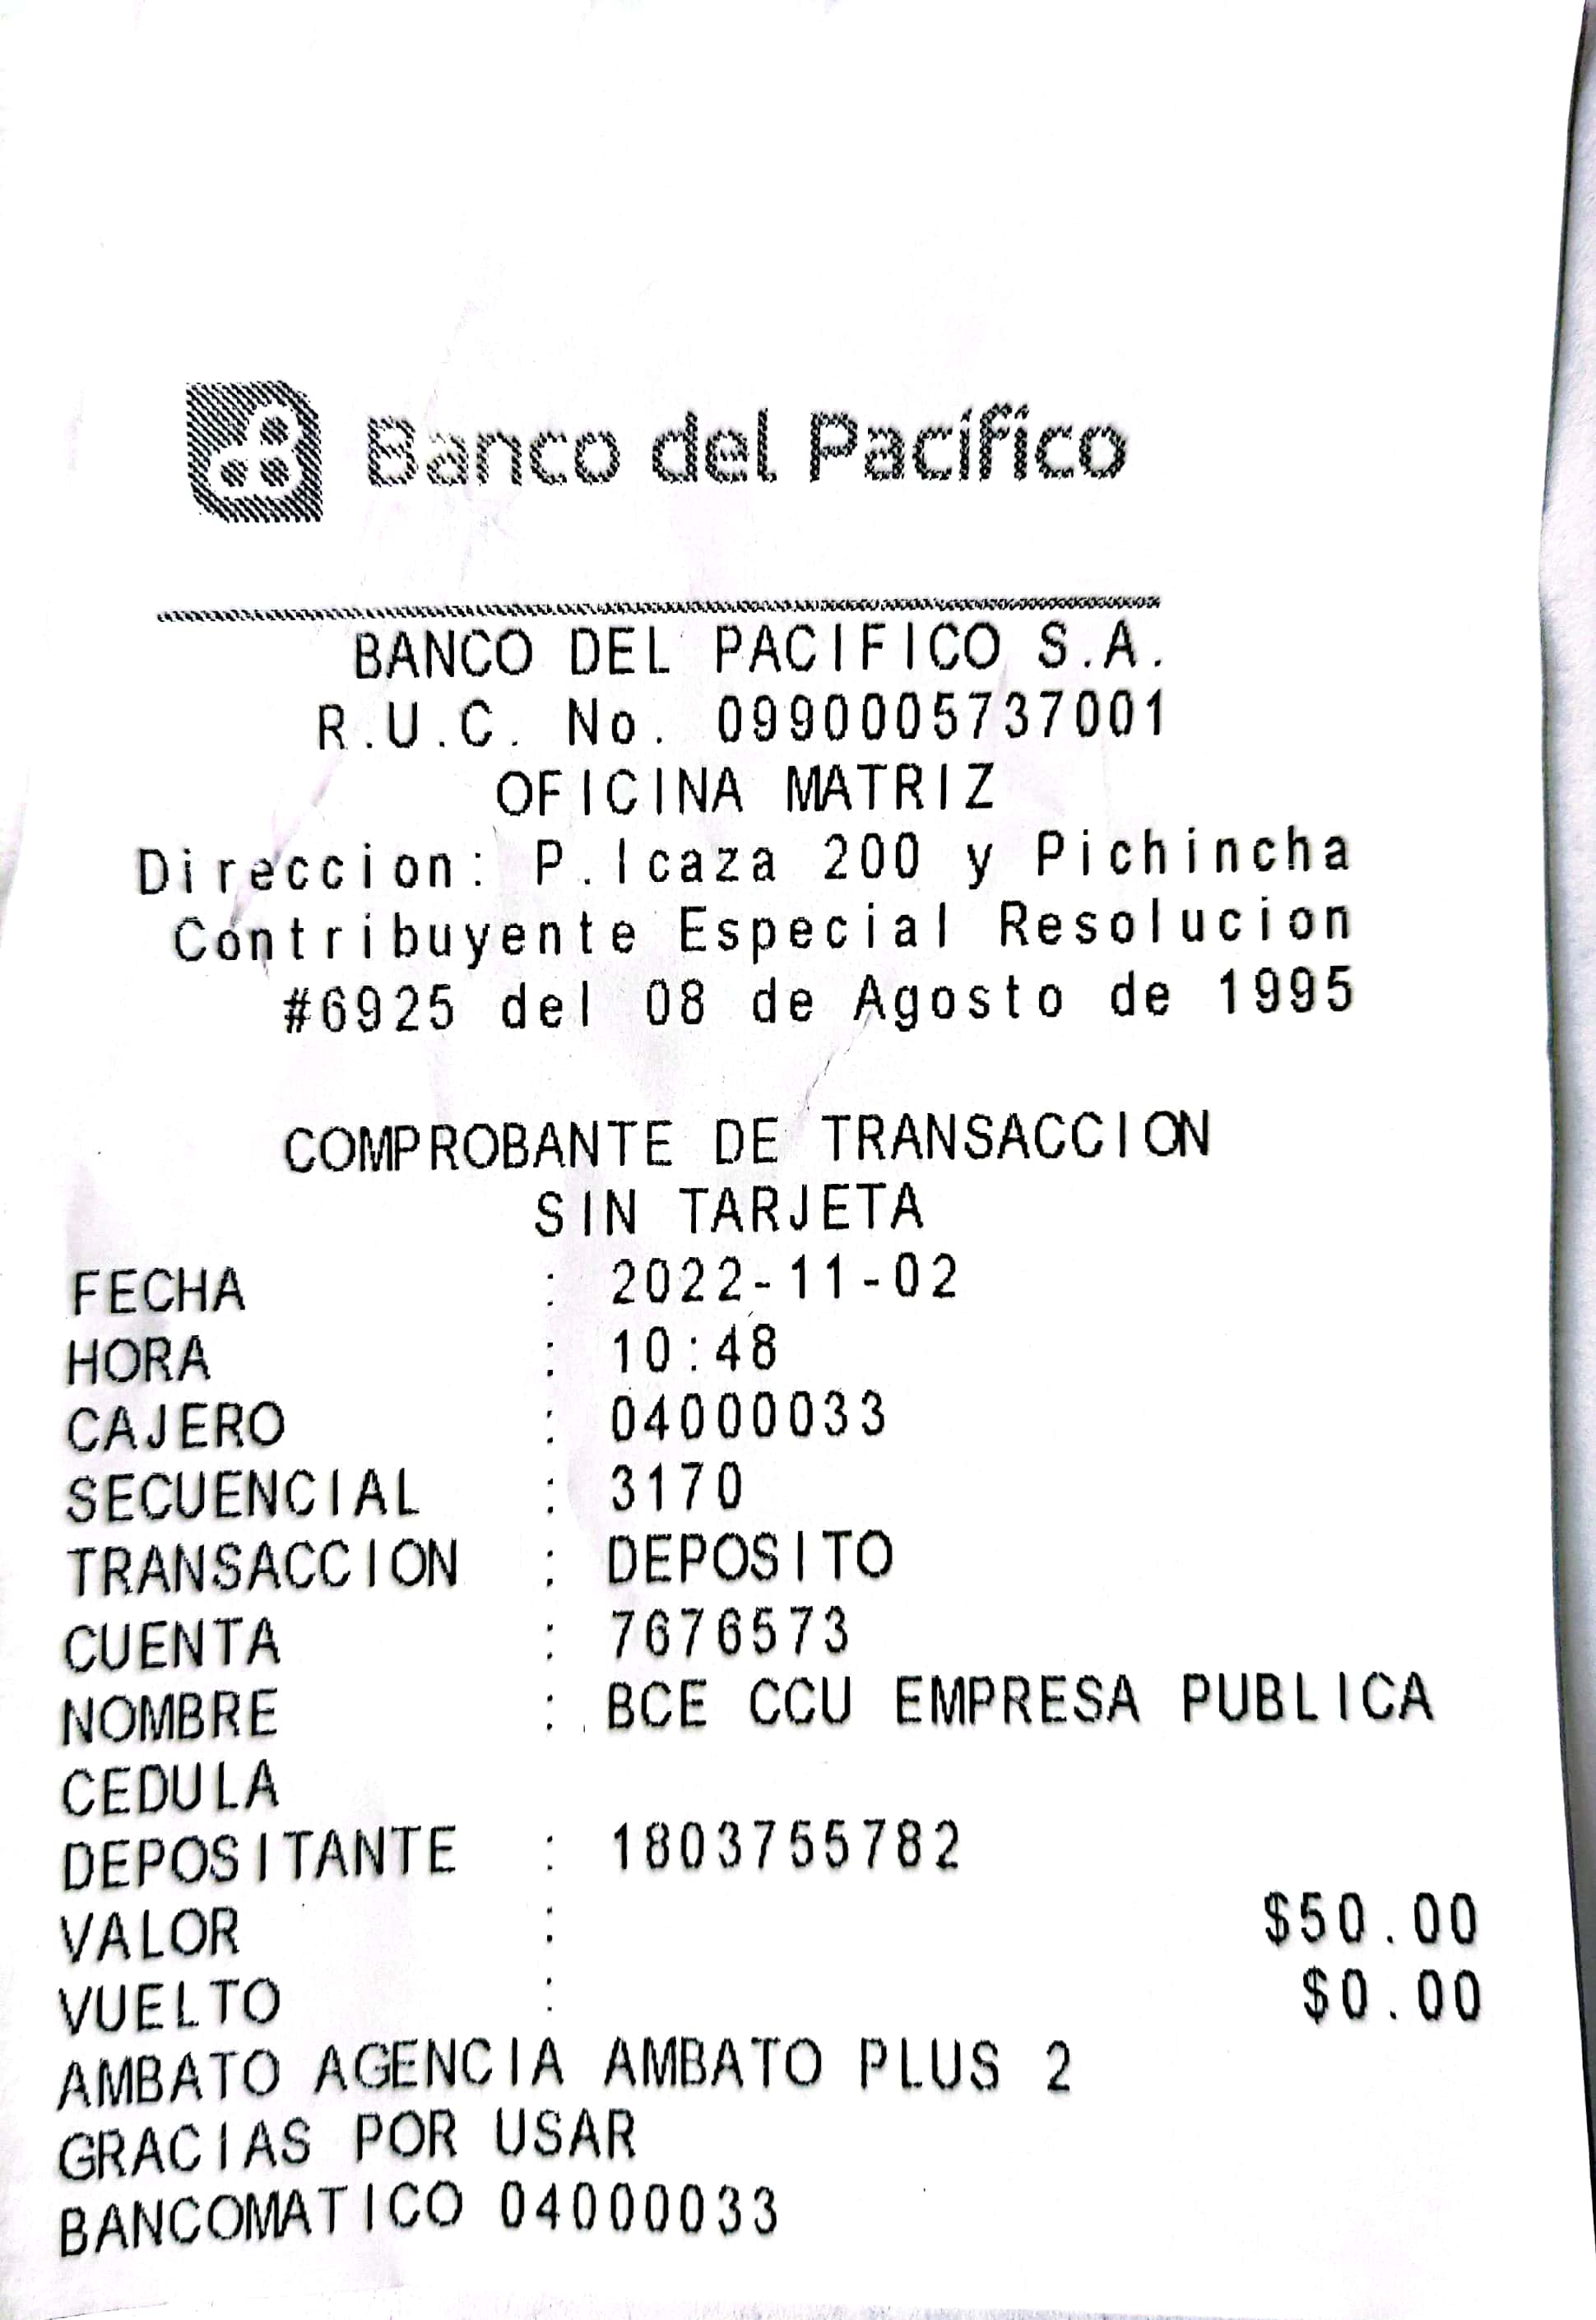 Banco del Pacífico
BANCO DEL PACIFICO S.A.
R.U.C. No. 0990005737001
OFICINA MATRIZ
Direccion: P.Icaza 200 y Pichincha
Contribuyente Especial Resolucion
#6925 del 08 de Agosto de 1995
COMPROBANTE DE TRANSACCION
SIN TARJETA
FECHA : 2022-11-02
HORA : 10:48
CAJERO : 04000033
SECUENCIAL : 3170
TRANSACCION : DEPOSITO
CUENTA : 7676573
NOMBRE : BCE CCU EMPRESA PUBLICA
CEDULA
DEPOSITANTE : 1803755782
VALOR : $50.00
VUELTO : $0.00
AMBATO AGENCIA AMBATO PLUS 2
GRACIAS POR USAR
BANCOMATICO 04000033